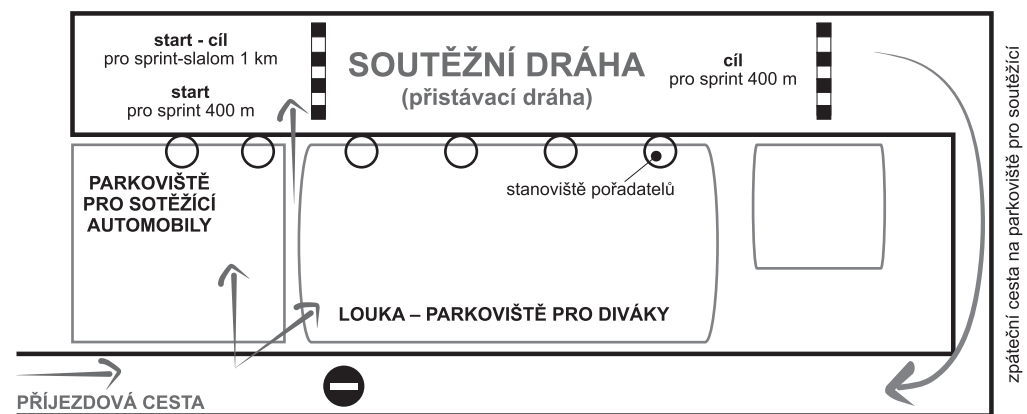 start - cíl
pro sprint-slalom 1 km
start
pro sprint 400 m
SOUTĚŽNÍ DRÁHA
(přistávací dráha)
cíl
pro sprint 400 m
PARKOVIŠTĚ
PRO SOTĚŽÍCÍ
AUTOMOBILY
stanoviště pořadatelů
LOUKA – PARKOVIŠTĚ PRO DIVÁKY
PŘÍJEZDOVÁ CESTA
zpáteční cesta na parkoviště pro soutěžící